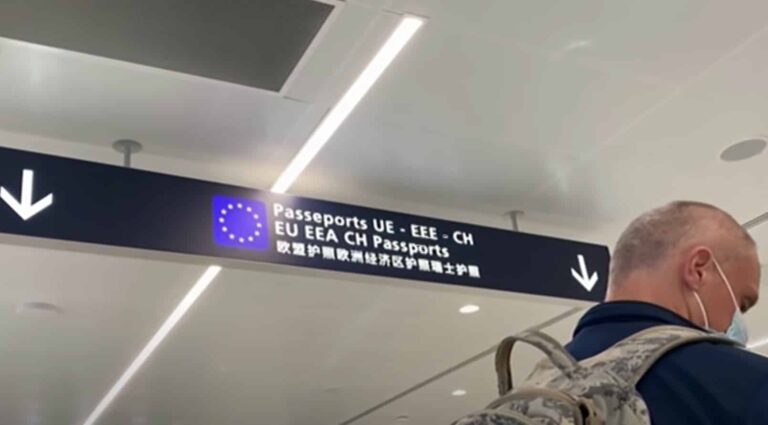 Passeports UE - EEE - CH
EU EEA CH Passports
欧盟护照欧洲经济区护照瑞士护照